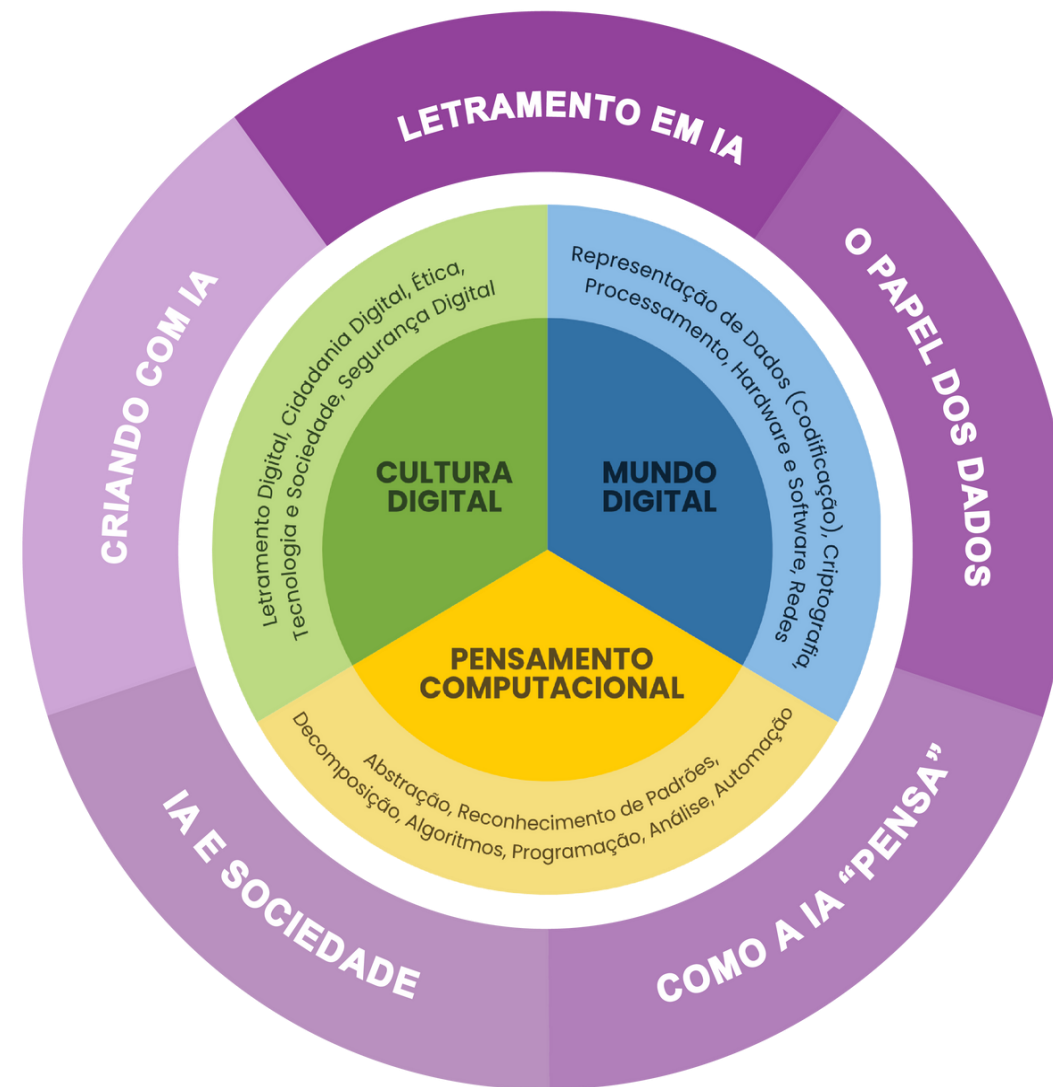 LETRAMENTO EM IA
O PAPEL DOS DADOS
COMO A IA “PENSA”
IA E SOCIEDADE
CRIANDO COM IA
Letramento Digital, Cidadania Digital, Ética,
Tecnologia e Sociedade, Segurança Digital
Representação de Dados (Codificação), Criptografia,
Processamento, Hardware e Software, Redes
CULTURA
DIGITAL
MUNDO
DIGITAL
PENSAMENTO
COMPUTACIONAL
Abstração, Reconhecimento de Padrões,
Decomposição, Algoritmos, Programação, Análise, Automação